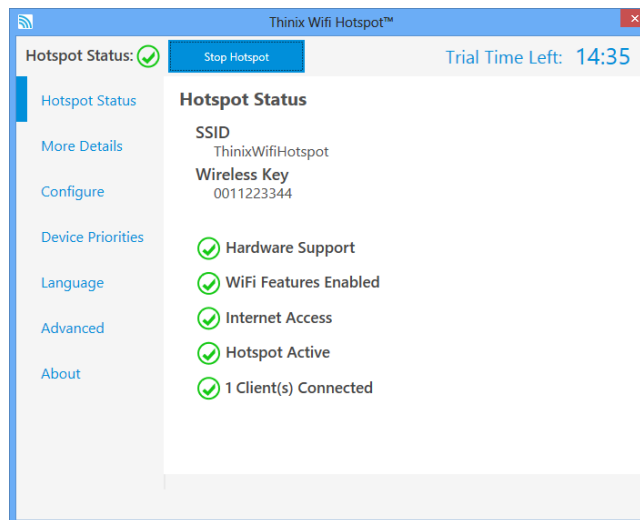 Thinix Wifi Hotspot™
Hotspot Status:
Stop Hotspot
Trial Time Left: 14:35
Hotspot Status
More Details
Configure
Device Priorities
Language
Advanced
About
Hotspot Status
SSID
ThinixWifiHotspot
Wireless Key
0011223344
Hardware Support
WiFi Features Enabled
Internet Access
Hotspot Active
1 Client(s) Connected